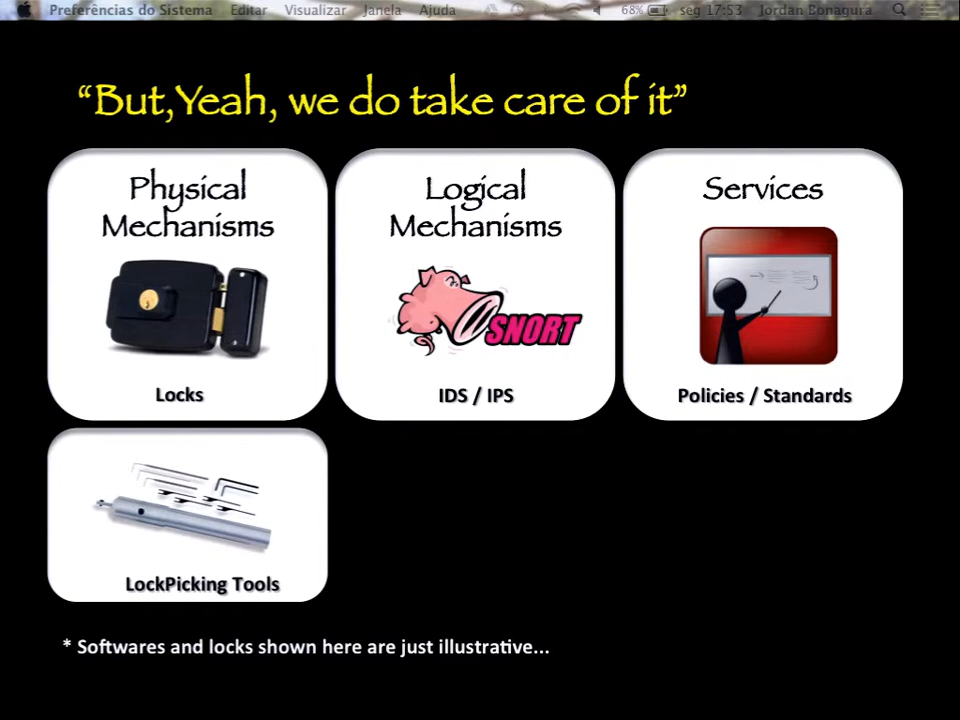 Preferências do Sistema Editar Visualizar Janela Ajuda 68% seg 17:53 Jordan Bonagura
“But,Yeah, we do take care of it”
Physical
Mechanisms
Locks
Logical
Mechanisms
SNORT
IDS / IPS
Services
Policies / Standards
LockPicking Tools
* Softwares and locks shown here are just illustrative...